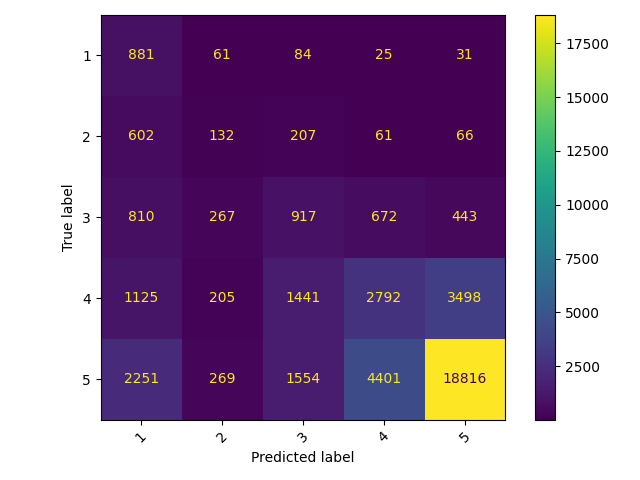 1 881 61 84 25 31
2 602 132 207 61 66
3 810 267 917 672 443
4 1125 205 1441 2792 3498
5 2251 269 1554 4401 18816
1 2 3 4 5
True label
Predicted label
17500
15000
12500
10000
7500
5000
2500